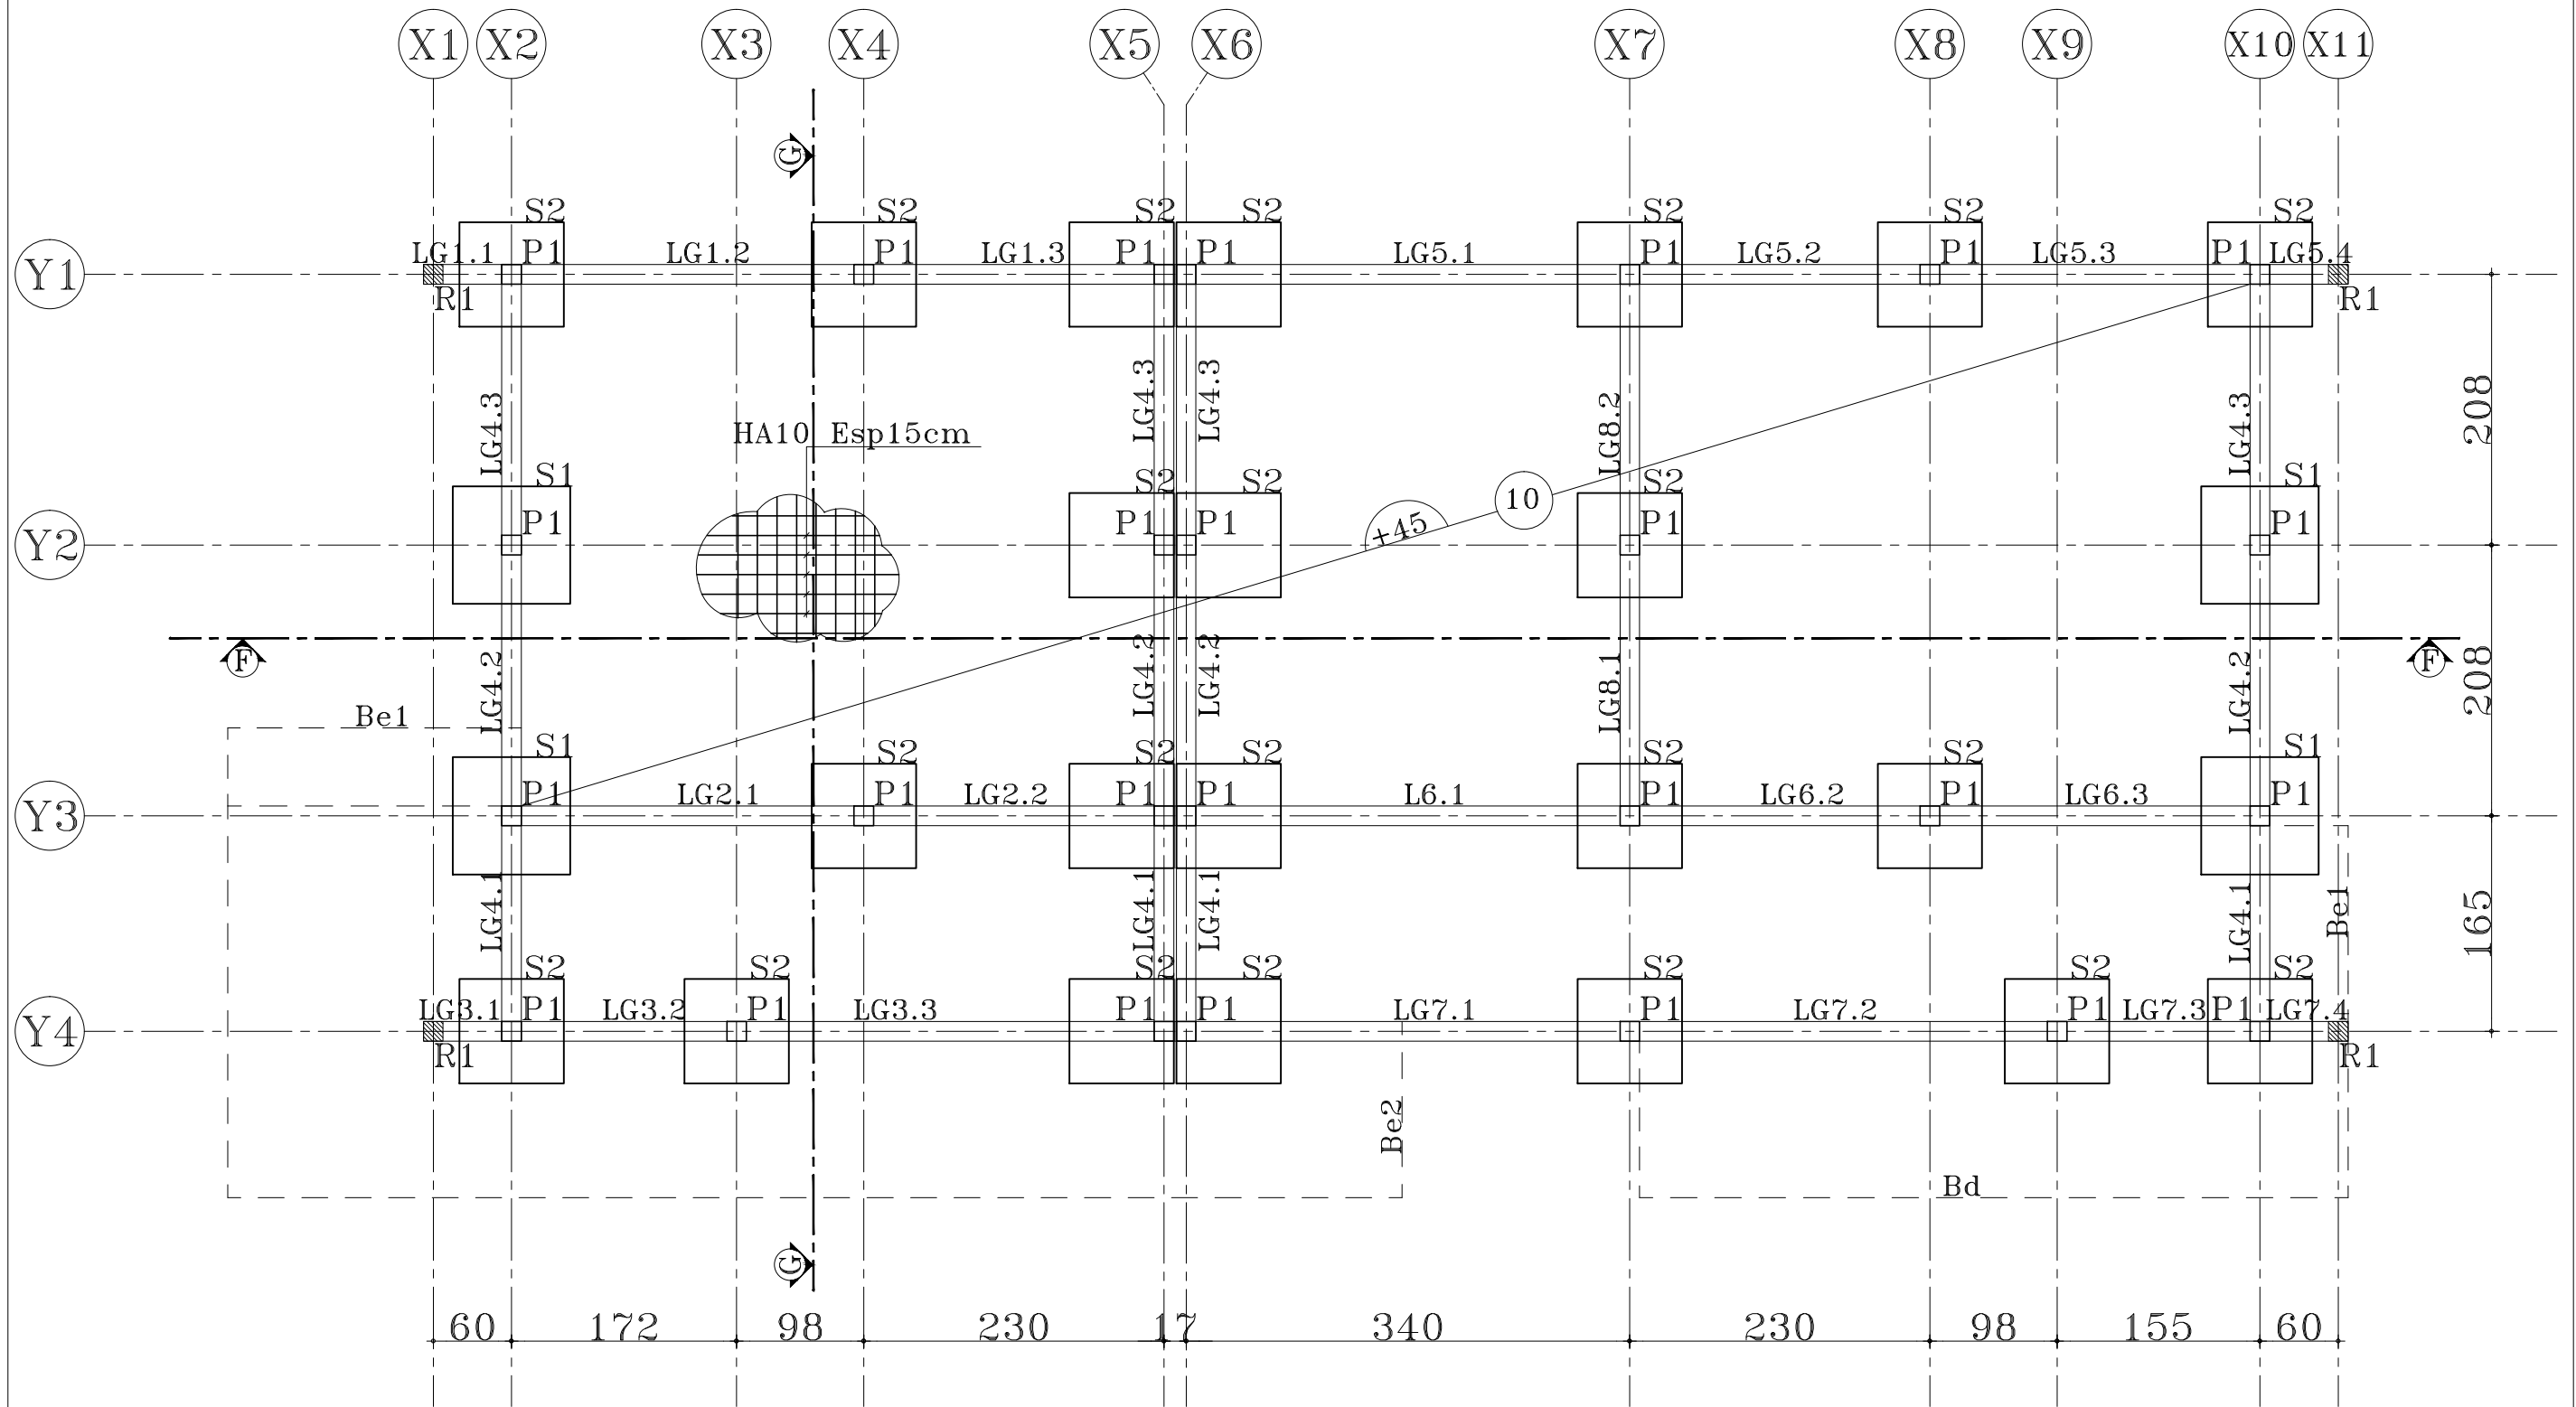 X1 X2 X3 X4 X5 X6 X7 X8 X9 X10 X11
G
S2 S2 S2 S2 S2 S2 S2
Y1 LG1.1 P1 LG1.2 P1 LG1.3 P1 P1 LG5.1 P1 LG5.2 P1 LG5.3 P1 LG5.4
R1 R1
LG4.3 LG4.3 LG4.3 LG8.2 LG4.3 208
HA10 Esp15cm
S1 S2 S2 S2 S1
10
Y2 P1 P1 P1 +45 P1 P1
F F
LG4.2 LG4.2 LG4.2 LG8.1 LG4.2 208
Be1
S1 S2 S2 S2 S2 S2 S1
Y3 P1 LG2.1 P1 LG2.2 P1 P1 L6.1 P1 LG6.2 P1 LG6.3 P1
LG4.1 LG4.1 LG4.1 LG4.1 Be1 165
S2 S2 S2 S2 S2 S2 S2
Y4 LG3.1 P1 LG3.2 P1 LG3.3 P1 P1 LG7.1 P1 LG7.2 P1 LG7.3 P1 LG7.4
R1 R1
Be2
Bd
G
60 172 98 230 17 340 230 98 155 60